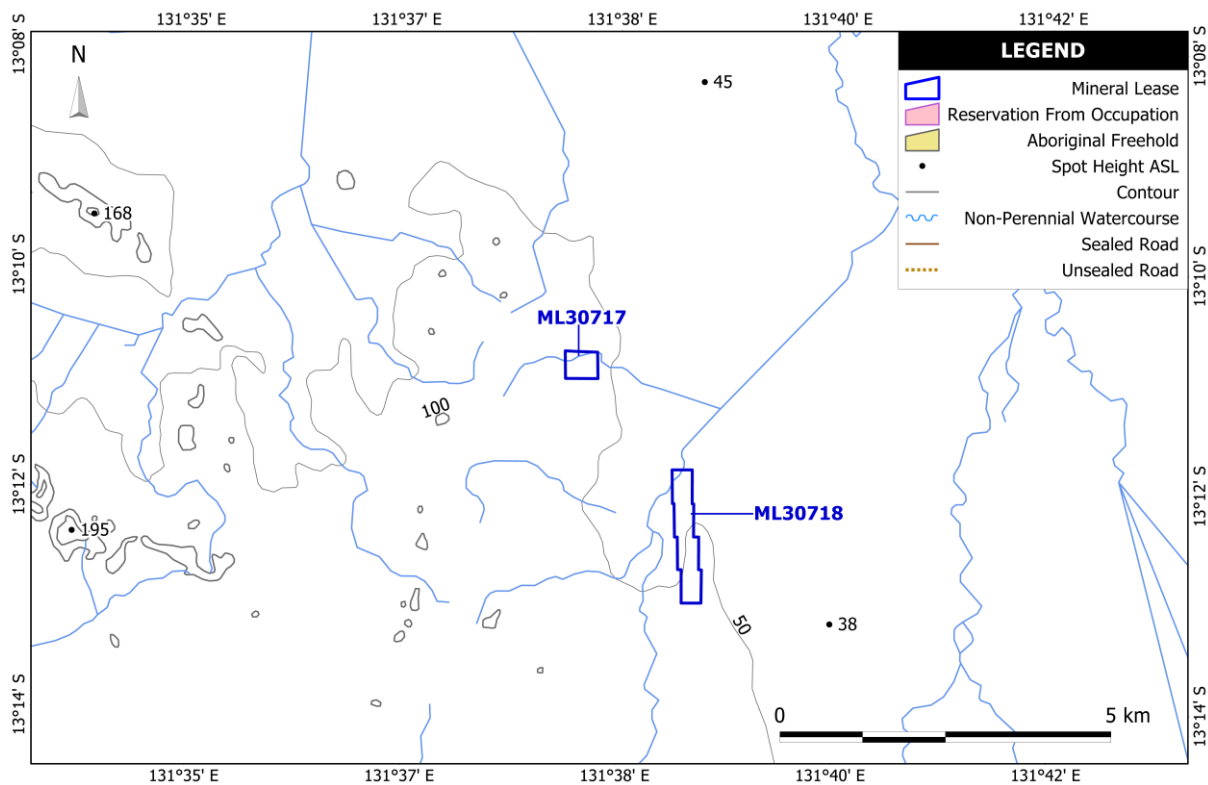 131°35' E 131°37' E 131°38' E 131°40' E 131°42' E
13°08' S
13°08' S
N
45
LEGEND
Mineral Lease
Reservation From Occupation
Aboriginal Freehold
Spot Height ASL
Contour
Non-Perennial Watercourse
Sealed Road
Unsealed Road
168
13°10' S
13°10' S
ML30717
100
13°12' S
13°12' S
195
ML30718
50
38
13°14' S
13°14' S
0 5 km
131°35' E 131°37' E 131°38' E 131°40' E 131°42' E